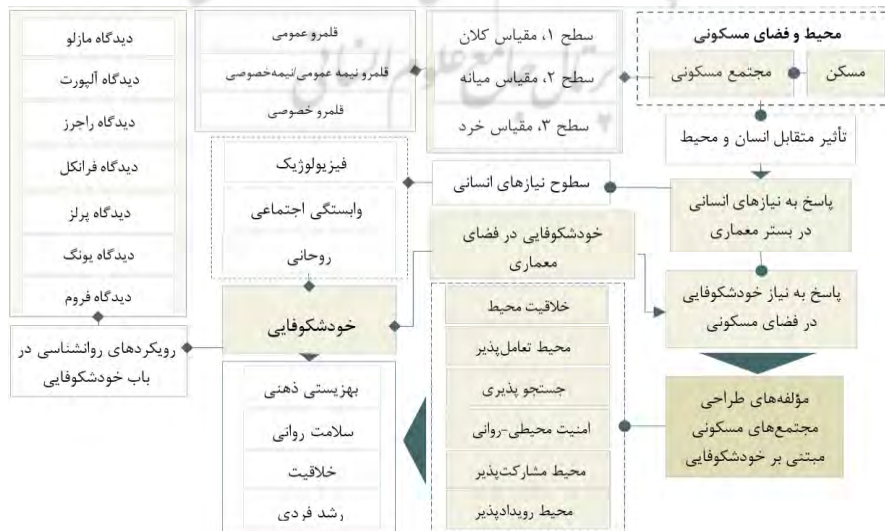 محیط و فضای مسکونی
مسکن
مجتمع مسکونی
سطح ۱، مقیاس کلان
سطح ۲، مقیاس میانه
سطح ۳، مقیاس خرد
قلمرو عمومی
قلمرو نیمه عمومی/نیمه‌خصوصی
قلمرو خصوصی
دیدگاه مازلو
دیدگاه آلپورت
دیدگاه راجرز
دیدگاه فرانکل
دیدگاه پرلز
دیدگاه یونگ
دیدگاه فروم
تأثیر متقابل انسان و محیط
پاسخ به نیازهای انسانی
در بستر معماری
سطوح نیازهای انسانی
فیزیولوژیک
وابستگی اجتماعی
روحانی
خودشکوفایی در فضای
معماری
پاسخ به نیاز خودشکوفایی
در فضای مسکونی
خودشکوفایی
رویکردهای روانشناسی در
باب خودشکوفایی
مؤلفه‌های طراحی
مجتمع‌های مسکونی
مبتنی بر خودشکوفایی
خلاقیت محیط
محیط تعامل‌پذیر
جستجو پذیری
امنیت محیطی-روانی
محیط مشارکت‌پذیر
محیط رویدادپذیر
بهزیستی ذهنی
سلامت روانی
خلاقیت
رشد فردی
پرتال جامع علوم انسانی